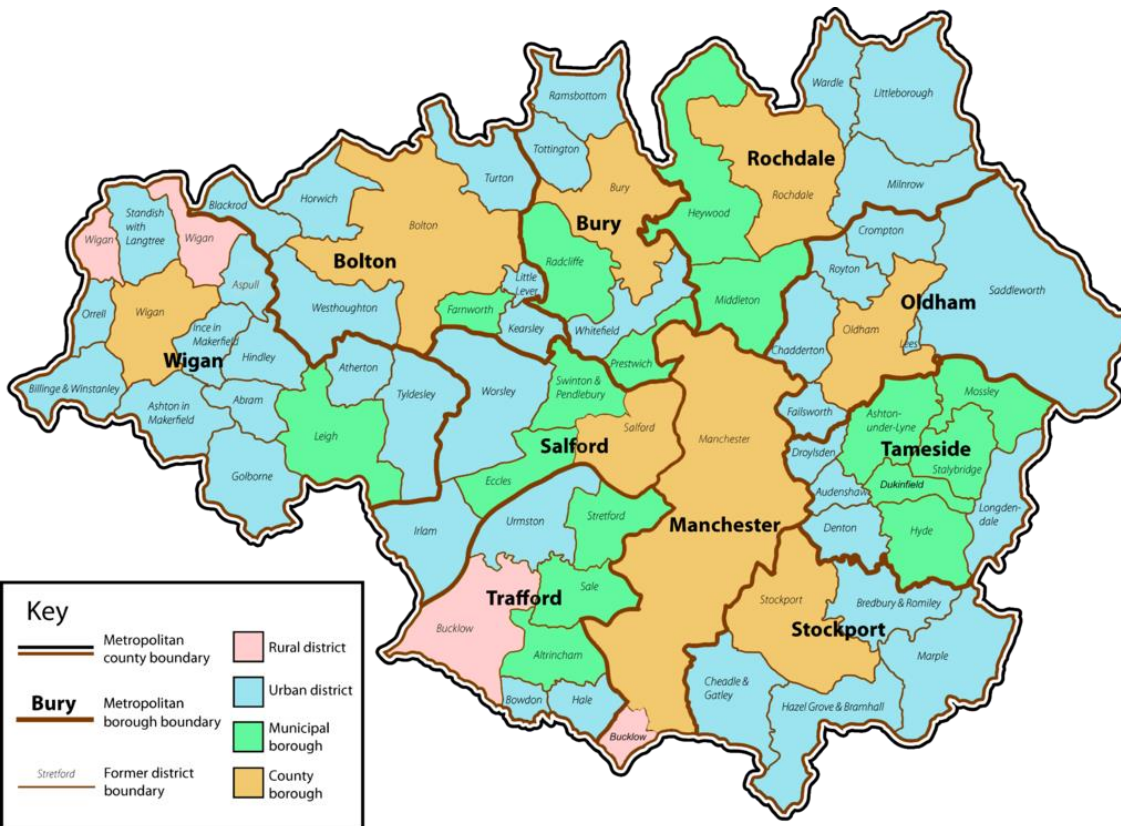 Wardle
Littleborough
Ramsbottom
Tottington
Rochdale
Rochdale
Milnrow
Turton
Bury
Bury
Heywood
Horwich
Blackrod
Standish
with
Langtree
Wigan
Wigan
Bolton
Bolton
Radcliffe
Crompton
Royton
Saddleworth
Aspull
Little
Lever
Westhoughton
Farnworth
Middleton
Oldham
Oldham
Orrell
Wigan
Ince in
Makerfield
Kearsley
Whitefield
Chadderton
Lees
Wigan
Hindley
Atherton
Prestwich
Billinge & Winstanley
Abram
Tyldesley
Worsley
Swinton &
Pendlebury
Mossley
Ashton in
Makerfield
Failsworth
Ashton-
under-Lyne
Leigh
Salford
Salford
Manchester
Tameside
Golborne
Droylsden
Stalybridge
Eccles
Dukinfield
Audenshaw
Longden-
dale
Irlam
Urmston
Stretford
Manchester
Denton
Hyde
Trafford
Sale
Stockport
Bredbury & Romiley
Bucklow
Stockport
Altrincham
Marple
Cheadle &
Gatley
Bowdon
Hale
Hazel Grove & Bramhall
Bucklow
Key
Metropolitan
county boundary
Rural district
Urban district
Bury
Metropolitan
borough boundary
Municipal
borough
Stretford
Former district
boundary
County
borough